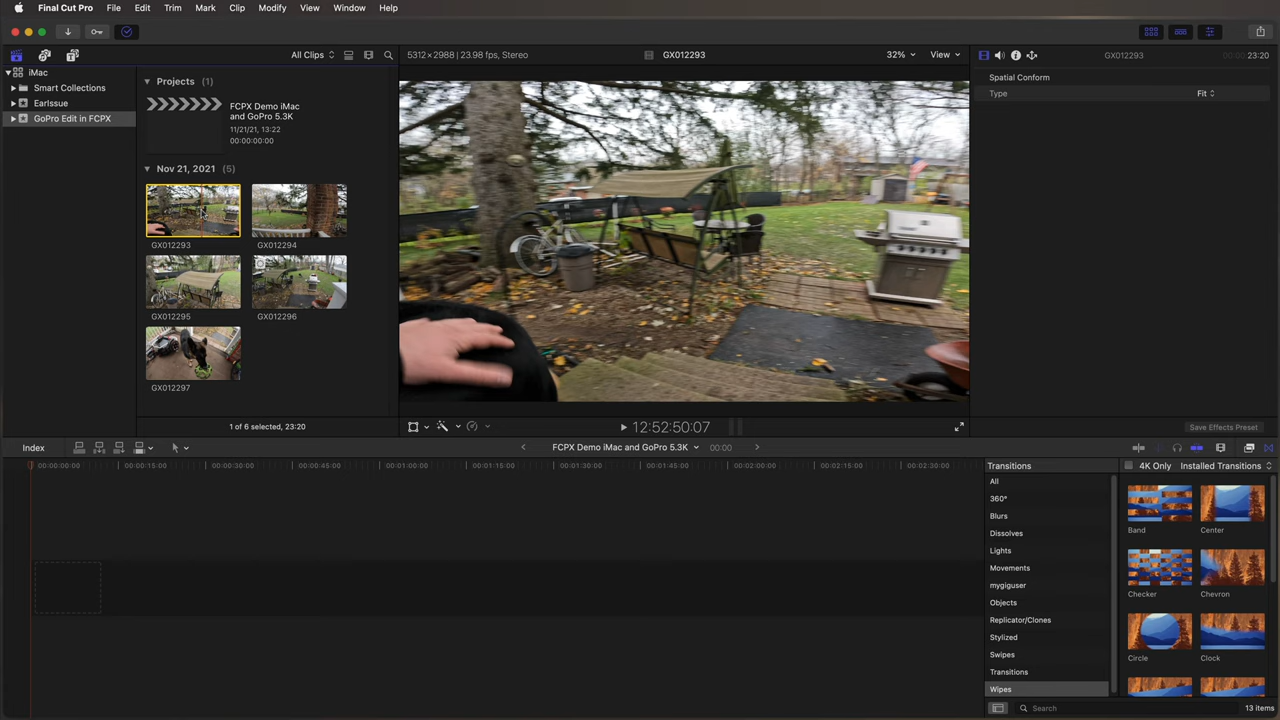 Final Cut Pro File Edit Trim Mark Clip Modify View Window Help
All Clips
5312×2988 | 23.98 fps, Stereo
GX012293
32%
View
GX012293
23:20
iMac
Smart Collections
EarIssue
GoPro Edit in FCPX
Projects (1)
FCPX Demo iMac
and GoPro 5.3K
11/21/21, 13:22
00:00:00:00
Nov 21, 2021 (5)
GX012293
GX012294
GX012295
GX012296
GX012297
1 of 6 selected, 23:20
12:52:50:07
Spatial Conform
Type Fit
Save Effects Preset
Index
FCPX Demo iMac and GoPro 5.3K
00:00
00:00:00:00 00:00:15:00 00:00:30:00 00:00:45:00 00:01:00:00 00:01:15:00 00:01:30:00 00:01:45:00 00:02:00:00 00:02:15:00 00:02:30:00
Transitions
4K Only
Installed Transitions
All
360°
Blurs
Dissolves
Lights
Movements
mygiguser
Objects
Replicator/Clones
Stylized
Swipes
Transitions
Wipes
Band
Center
Checker
Chevron
Circle
Clock
Search
13 items